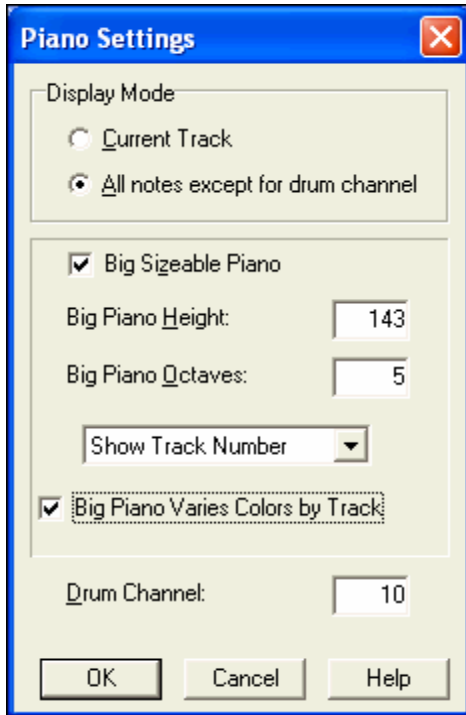 Piano Settings
Display Mode
Current Track
All notes except for drum channel
Big Sizeable Piano
Big Piano Height: 143
Big Piano Octaves: 5
Show Track Number
Big Piano Varies Colors by Track
Drum Channel: 10
OK Cancel Help